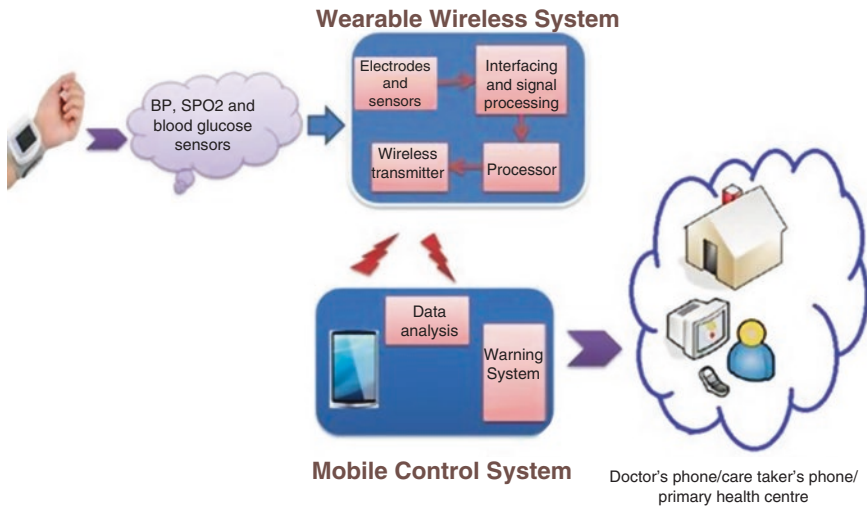 Wearable Wireless System
BP, SPO2 and
blood glucose
sensors
Electrodes
and
sensors
Interfacing
and signal
processing
Wireless
transmitter
Processor
Data
analysis
Warning
System
Mobile Control System
Doctor's phone/care taker's phone/
primary health centre